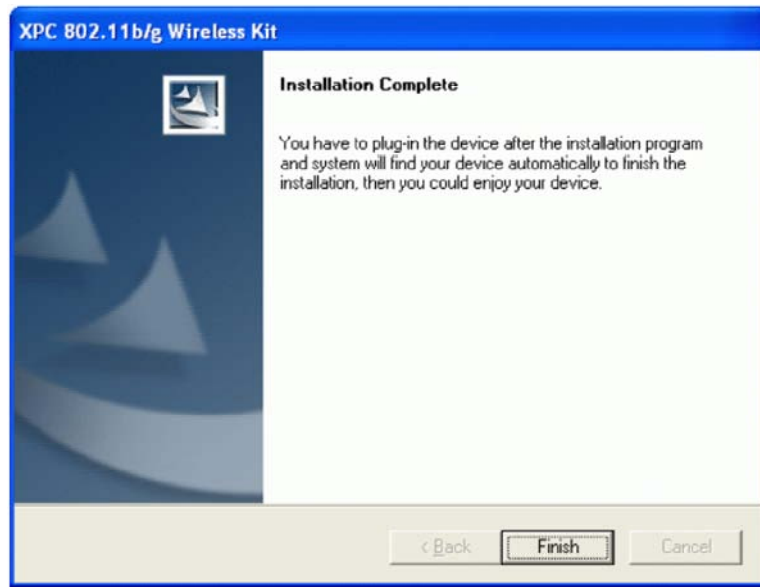 XPC 802.11b/g Wireless Kit
Installation Complete
You have to plug-in the device after the installation program
and system will find your device automatically to finish the
installation, then you could enjoy your device.
< Back
Finish
Cancel